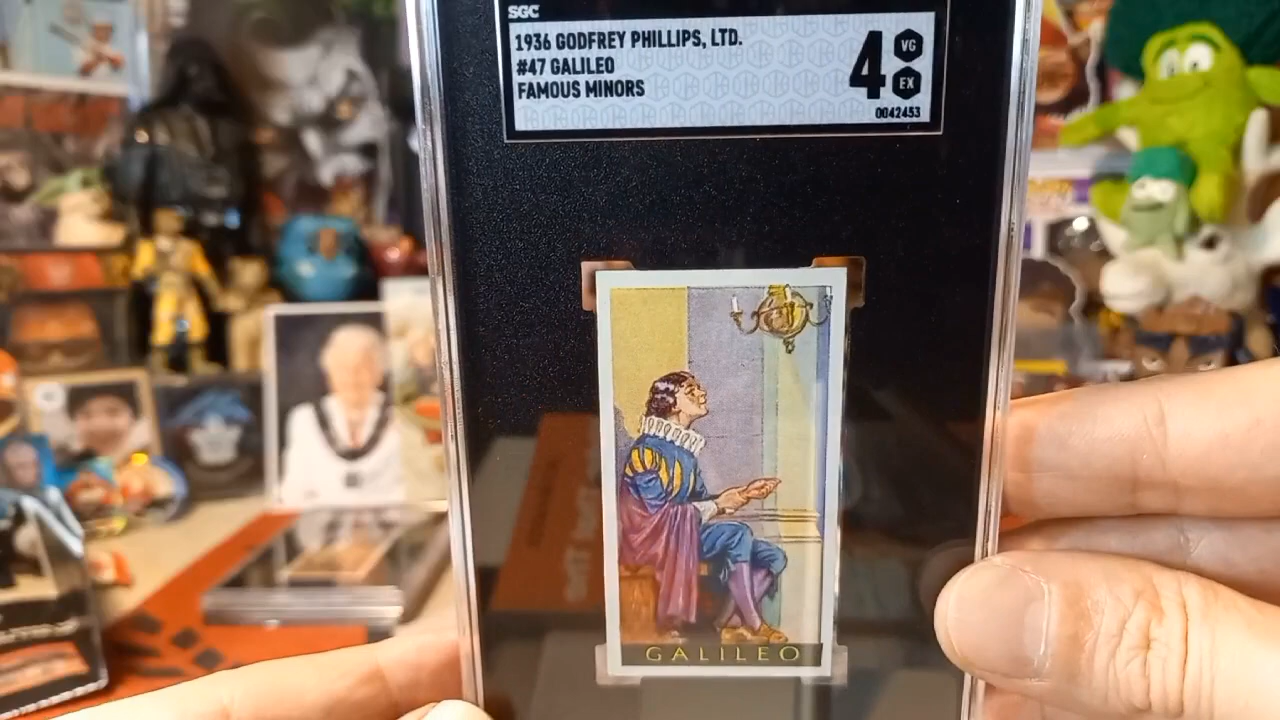 SGC
1936 GODFREY PHILLIPS, LTD.
#47 GALILEO
FAMOUS MINORS
4
VG
EX
0042453
GALILEO